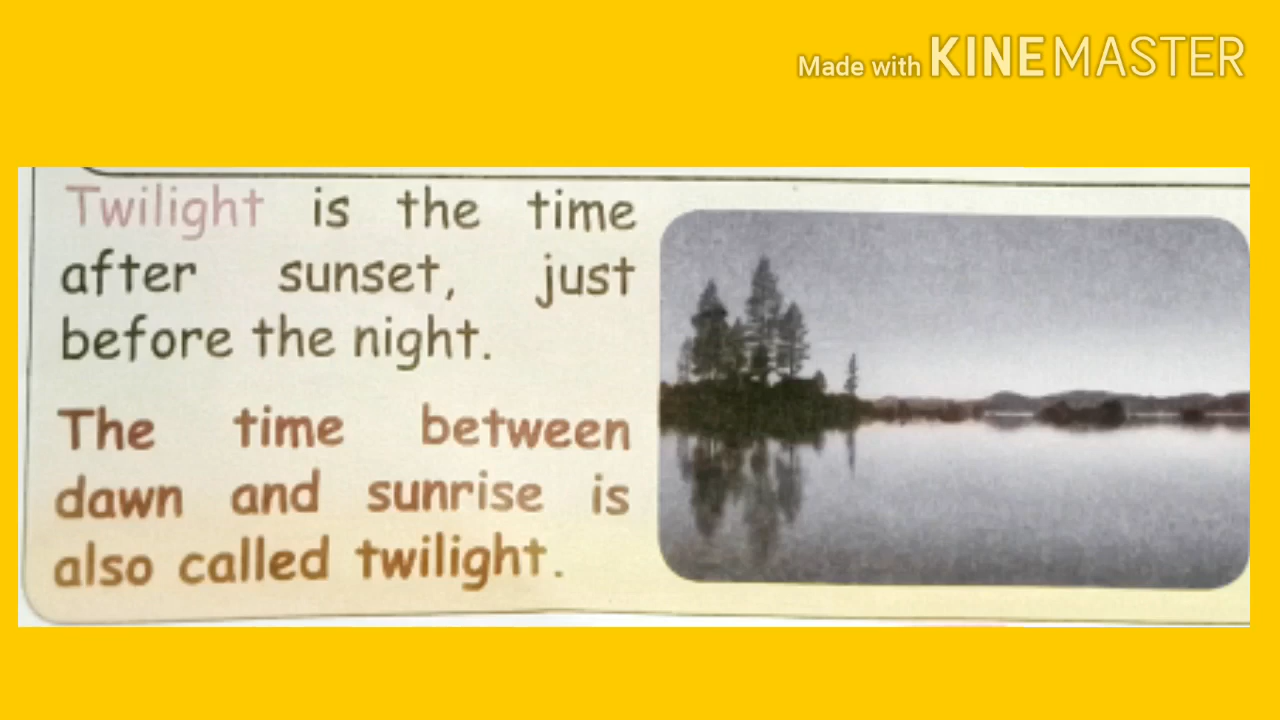 Made with KINEMASTER
Twilight is the time
after sunset, just
before the night.
The time between
dawn and sunrise is
also called twilight.